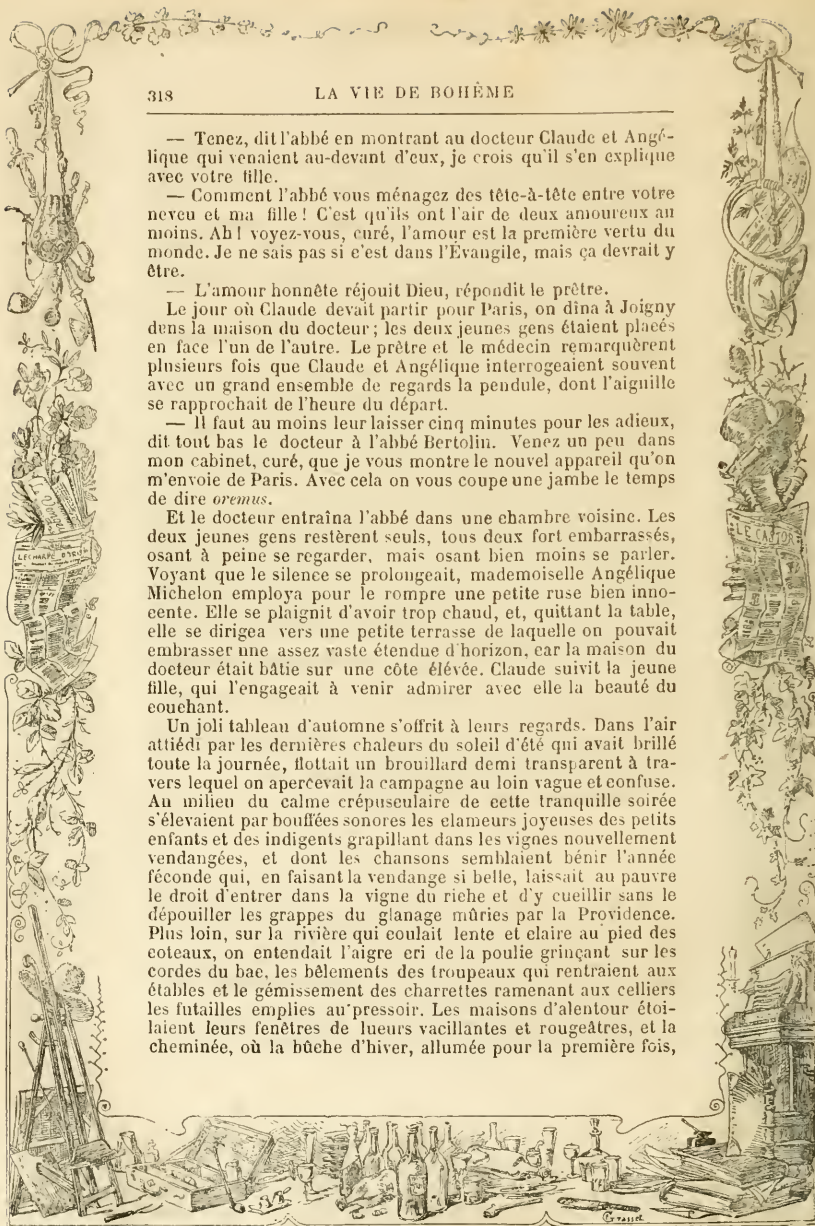 318
LA VIE DE BOHÈME
— Tenez, dit l'abbé en montrant au docteur Claude et Angé-
lique qui venaient au-devant d'eux, je crois qu'il s'en explique
avec votre fille.
— Comment l'abbé vous ménagez des tête-à-tête entre votre
neveu et ma fille ! C'est qu'ils ont l'air de deux amoureux au
moins. Ah ! voyez-vous, curé, l'amour est la première vertu du
monde. Je ne sais pas si c'est dans l'Évangile, mais ça devrait y
être.
— L'amour honnête réjouit Dieu, répondit le prêtre.
Le jour où Claude devait partir pour Paris, on dîna à Joigny
dans la maison du docteur ; les deux jeunes gens étaient placés
en face l'un de l'autre. Le prêtre et le médecin remarquèrent
plusieurs fois que Claude et Angélique interrogeaient souvent
avec un grand ensemble de regards la pendule, dont l'aiguille
se rapprochait de l'heure du départ.
— Il faut au moins leur laisser cinq minutes pour les adieux,
dit tout bas le docteur à l'abbé Bertolin. Venez un peu dans
mon cabinet, curé, que je vous montre le nouvel appareil qu'on
m'envoie de Paris. Avec cela on vous coupe une jambe le temps
de dire oremus.
Et le docteur entraîna l'abbé dans une chambre voisine. Les
deux jeunes gens restèrent seuls, tous deux fort embarrassés,
osant à peine se regarder, mais osant bien moins se parler.
Voyant que le silence se prolongeait, mademoiselle Angélique
Michelon employa pour le rompre une petite ruse bien inno-
cente. Elle se plaignit d'avoir trop chaud, et, quittant la table,
elle se dirigea vers une petite terrasse de laquelle on pouvait
embrasser une assez vaste étendue d'horizon, car la maison du
docteur était bâtie sur une côte élévée. Claude suivit la jeune
fille, qui l'engageait à venir admirer avec elle la beauté du
couchant.
Un joli tableau d'automne s'offrit à leurs regards. Dans l'air
attiédi par les dernières chaleurs du soleil d'été qui avait brillé
toute la journée, flottait un brouillard demi transparent à tra-
vers lequel on apercevait la campagne au loin vague et confuse.
Au milieu du calme crépusculaire de cette tranquille soirée
s'élevaient par bouffées sonores les clameurs joyeuses des petits
enfants et des indigents grapillant dans les vignes nouvellement
vendangées, et dont les chansons semblaient bénir l'année
féconde qui, en faisant la vendange si belle, laissait au pauvre
le droit d'entrer dans la vigne du riche et d'y cueillir sans le
dépouiller les grappes du glanage mûries par la Providence.
Plus loin, sur la rivière qui coulait lente et claire au pied des
coteaux, on entendait l'aigre cri de la poulie grinçant sur les
cordes du bac, les bêlements des troupeaux qui rentraient aux
étables et le gémissement des charrettes ramenant aux celliers
les futailles emplies au pressoir. Les maisons d'alentour étoi-
laient leurs fenêtres de lueurs vacillantes et rougeâtres, et la
cheminée, où la bûche d'hiver, allumée pour la première fois,
LECHARPE D'IRIS
LE CASTOR
Grasset